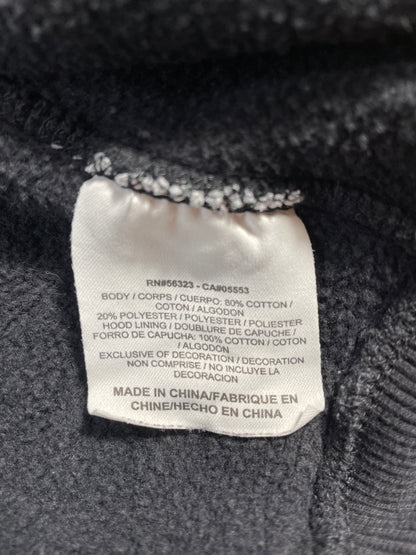 RN#56323 - CA#05553
BODY / CORPS / CUERPO: 80% COTTON /
COTON / ALGODON
20% POLYESTER / POLYESTER / POLIESTER
HOOD LINING / DOUBLURE DE CAPUCHE /
FORRO DE CAPUCHA: 100% COTTON / COTON
/ ALGODON
EXCLUSIVE OF DECORATION / DECORATION
NON COMPRISE / NO INCLUYE LA
DECORACION
MADE IN CHINA/FABRIQUE EN
CHINE/HECHO EN CHINA